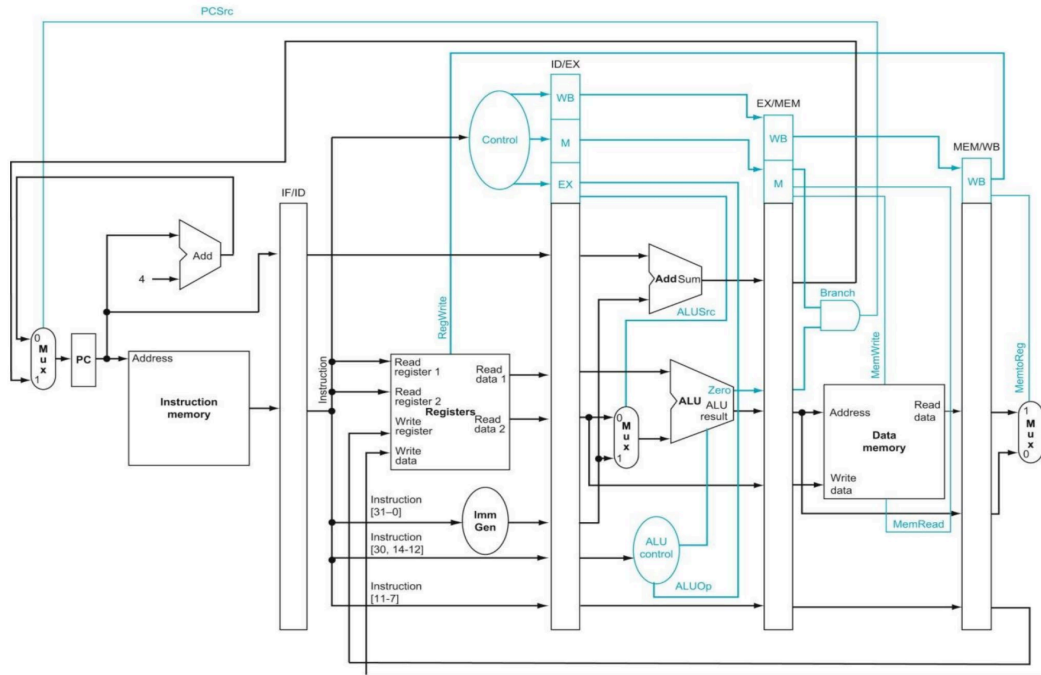 PCSrc
ID/EX
WB
EX/MEM
Control
M
WB
MEM/WB
IF/ID
EX
M
WB
Add
4
Add Sum
RegWrite
ALUSrc
Branch
MemWrite
MemtoReg
0
M
u
x
1
PC
Address
Instruction
memory
Instruction
Read
register 1
Read
data 1
Read
register 2
Registers
Write
register
Read
data 2
Write
data
0
M
u
x
1
Zero
ALU
ALU
result
Address
Read
data
Data
memory
Write
data
1
M
u
x
0
Instruction
[31–0]
Imm
Gen
MemRead
Instruction
[30, 14-12]
ALU
control
ALUOp
Instruction
[11-7]